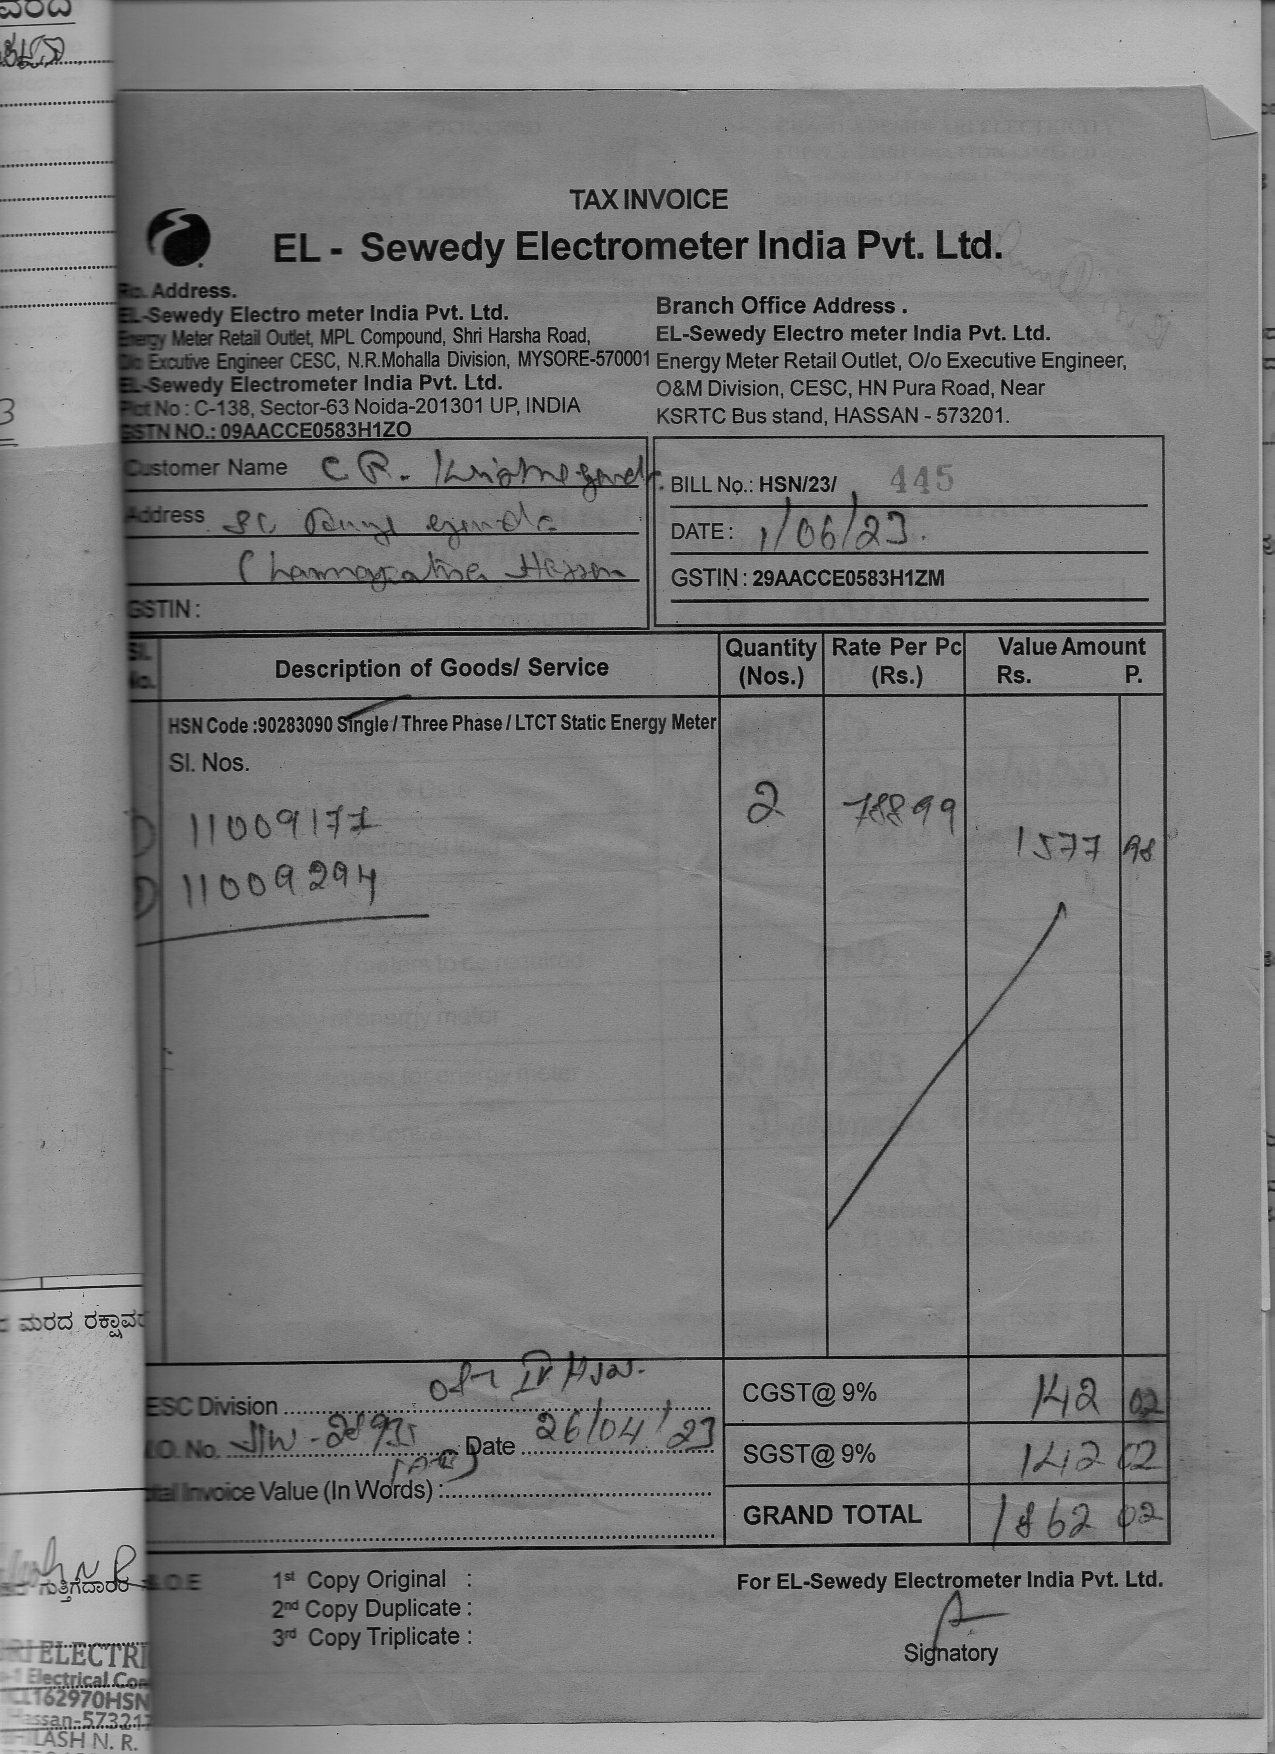 TAX INVOICE
EL - Sewedy Electrometer India Pvt. Ltd.
Address.
EL-Sewedy Electro meter India Pvt. Ltd.
Energy Meter Retail Outlet, MPL Compound, Shri Harsha Road,
Excutive Engineer CESC, N.R.Mohalla Division, MYSORE-570001
EL-Sewedy Electrometer India Pvt. Ltd.
Plot No : C-138, Sector-63 Noida-201301 UP, INDIA
GSTN NO.: 09AACCE0583H1ZO
Branch Office Address .
EL-Sewedy Electro meter India Pvt. Ltd.
Energy Meter Retail Outlet, O/o Executive Engineer,
O&M Division, CESC, HN Pura Road, Near
KSRTC Bus stand, HASSAN - 573201.
Customer Name C R.
Address
Hassan
GSTIN :
BILL No.: HSN/23/ 445
DATE : 1/06/23.
GSTIN : 29AACCE0583H1ZM
Sl. No. Description of Goods/ Service Quantity (Nos.) Rate Per Pc (Rs.) Value Amount Rs. P.
HSN Code :90283090 Single / Three Phase / LTCT Static Energy Meter
Sl. Nos.
11009177 2 78899 1577 98
11009294
ESC Division
CGST@ 9% 142 02
O. No. Date 26/04/23
SGST@ 9% 142 02
Invoice Value (In Words) :
GRAND TOTAL 1862 02
O E
1st Copy Original :
2nd Copy Duplicate :
3rd Copy Triplicate :
For EL-Sewedy Electrometer India Pvt. Ltd.
Signatory
ಮರದ
ELECTRI
Electrical Con
162970HSN
Hassan-57321
LASH N. R.